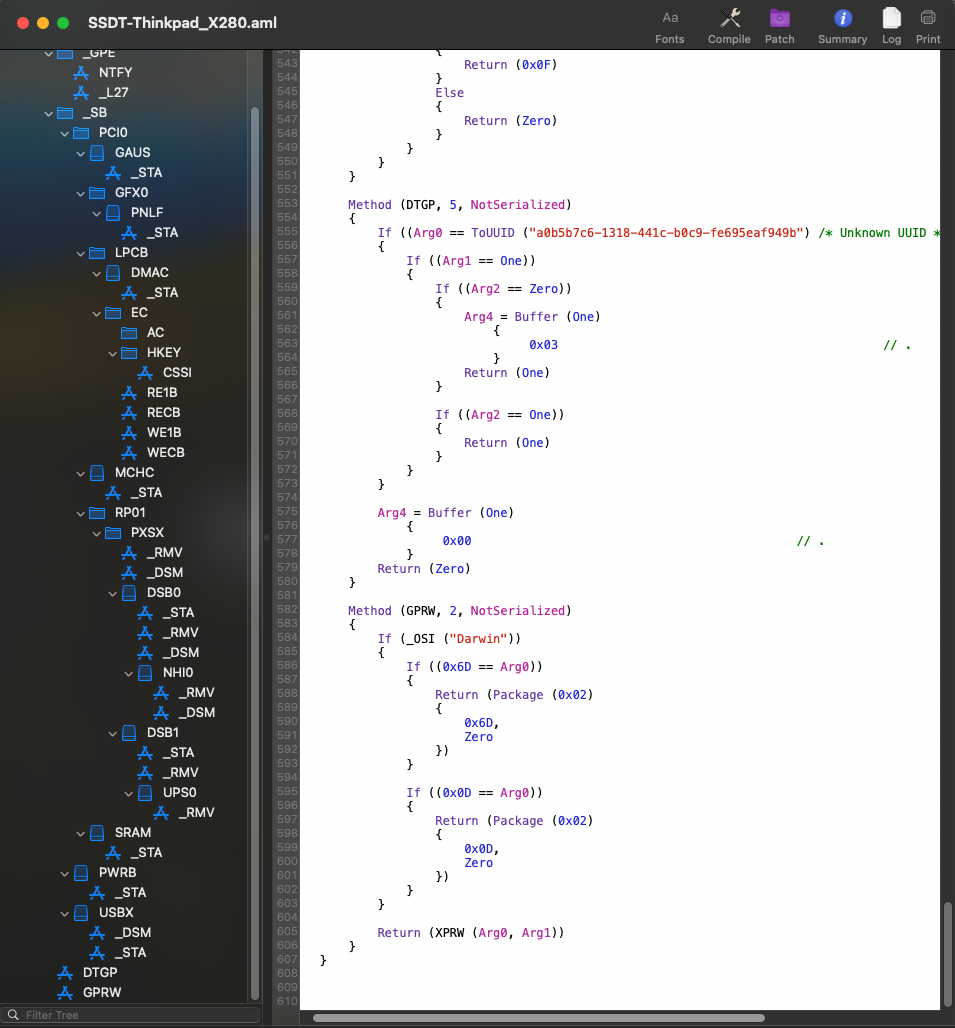 SSDT-Thinkpad_X280.aml
Aa
Fonts
Compile
Patch
Summary
Log
Print
_GPE
NTFY
_L27
_SB
PCI0
GAUS
_STA
GFX0
PNLF
_STA
LPCB
DMAC
_STA
EC
AC
HKEY
CSSI
RE1B
RECB
WE1B
WECB
MCHC
_STA
RP01
PXSX
_RMV
_DSM
DSB0
_STA
_RMV
_DSM
NHI0
_RMV
_DSM
DSB1
_STA
_RMV
UPS0
_RMV
SRAM
_STA
PWRB
_STA
USBX
_DSM
_STA
DTGP
GPRW
Filter Tree
542 {
543 Return (0x0F)
544 }
545 Else
546 {
547 Return (Zero)
548 }
549 }
550 }
551 }
552
553 Method (DTGP, 5, NotSerialized)
554 {
555 If ((Arg0 == ToUUID ("a0b5b7c6-1318-441c-b0c9-fe695eaf949b") /* Unknown UUID *
556 {
557 If ((Arg1 == One))
558 {
559 If ((Arg2 == Zero))
560 {
561 Arg4 = Buffer (One)
562 {
563 0x03 // .
564 }
565 Return (One)
566 }
567
568 If ((Arg2 == One))
569 {
570 Return (One)
571 }
572 }
573 }
574
575 Arg4 = Buffer (One)
576 {
577 0x00 // .
578 }
579 Return (Zero)
580 }
581
582 Method (GPRW, 2, NotSerialized)
583 {
584 If (_OSI ("Darwin"))
585 {
586 If ((0x6D == Arg0))
587 {
588 Return (Package (0x02)
589 {
590 0x6D,
591 Zero
592 })
593 }
594
595 If ((0x0D == Arg0))
596 {
597 Return (Package (0x02)
598 {
599 0x0D,
600 Zero
601 })
602 }
603 }
604
605 Return (XPRW (Arg0, Arg1))
606 }
607 }
608
609
610